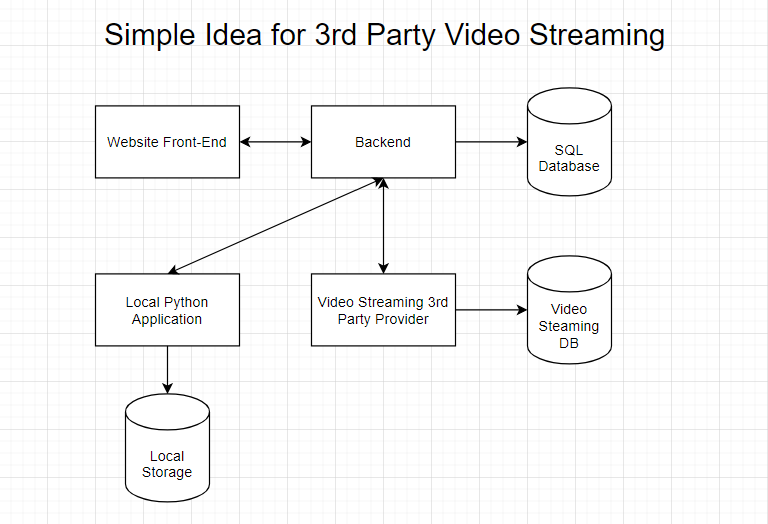 Simple Idea for 3rd Party Video Streaming
Website Front-End
Backend
SQL
Database
Local Python
Application
Video Streaming 3rd
Party Provider
Video
Steaming
DB
Local
Storage